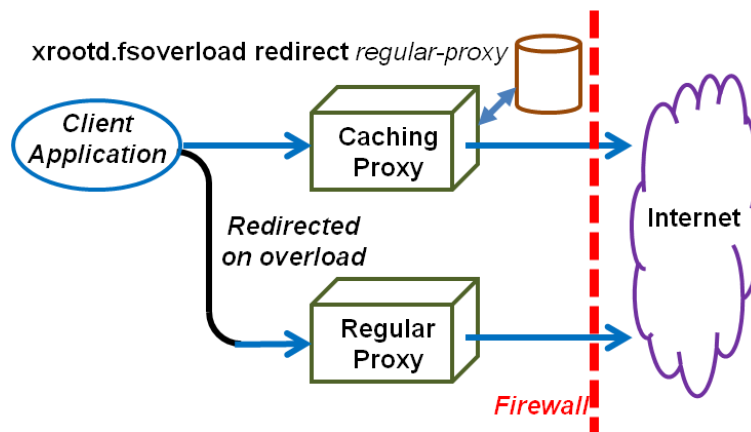 xrootd.fsoverload redirect regular-proxy
Client
Application
Caching
Proxy
Internet
Redirected
on overload
Regular
Proxy
Firewall